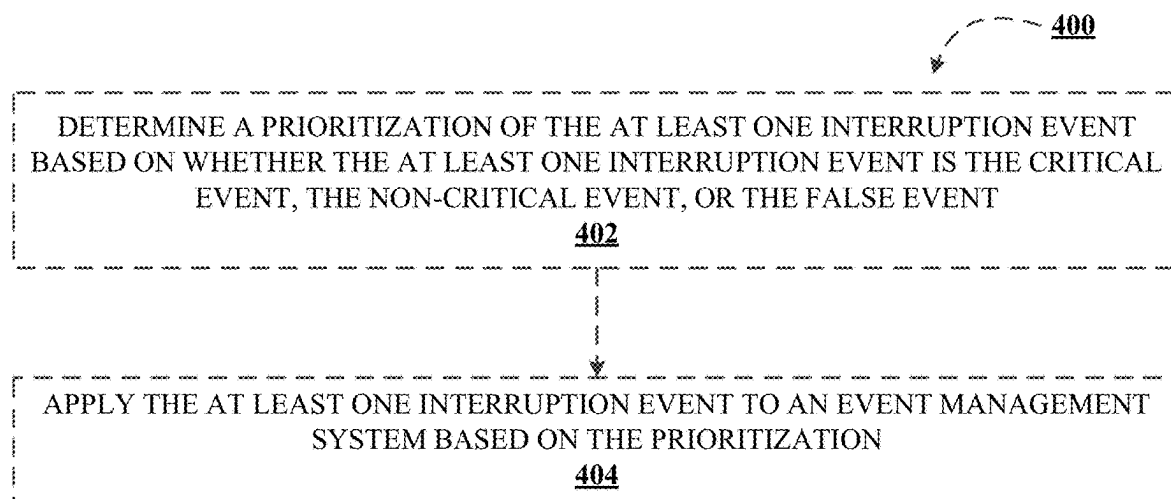 400
DETERMINE A PRIORITIZATION OF THE AT LEAST ONE INTERRUPTION EVENT
BASED ON WHETHER THE AT LEAST ONE INTERRUPTION EVENT IS THE CRITICAL
EVENT, THE NON-CRITICAL EVENT, OR THE FALSE EVENT
402
APPLY THE AT LEAST ONE INTERRUPTION EVENT TO AN EVENT MANAGEMENT
SYSTEM BASED ON THE PRIORITIZATION
404